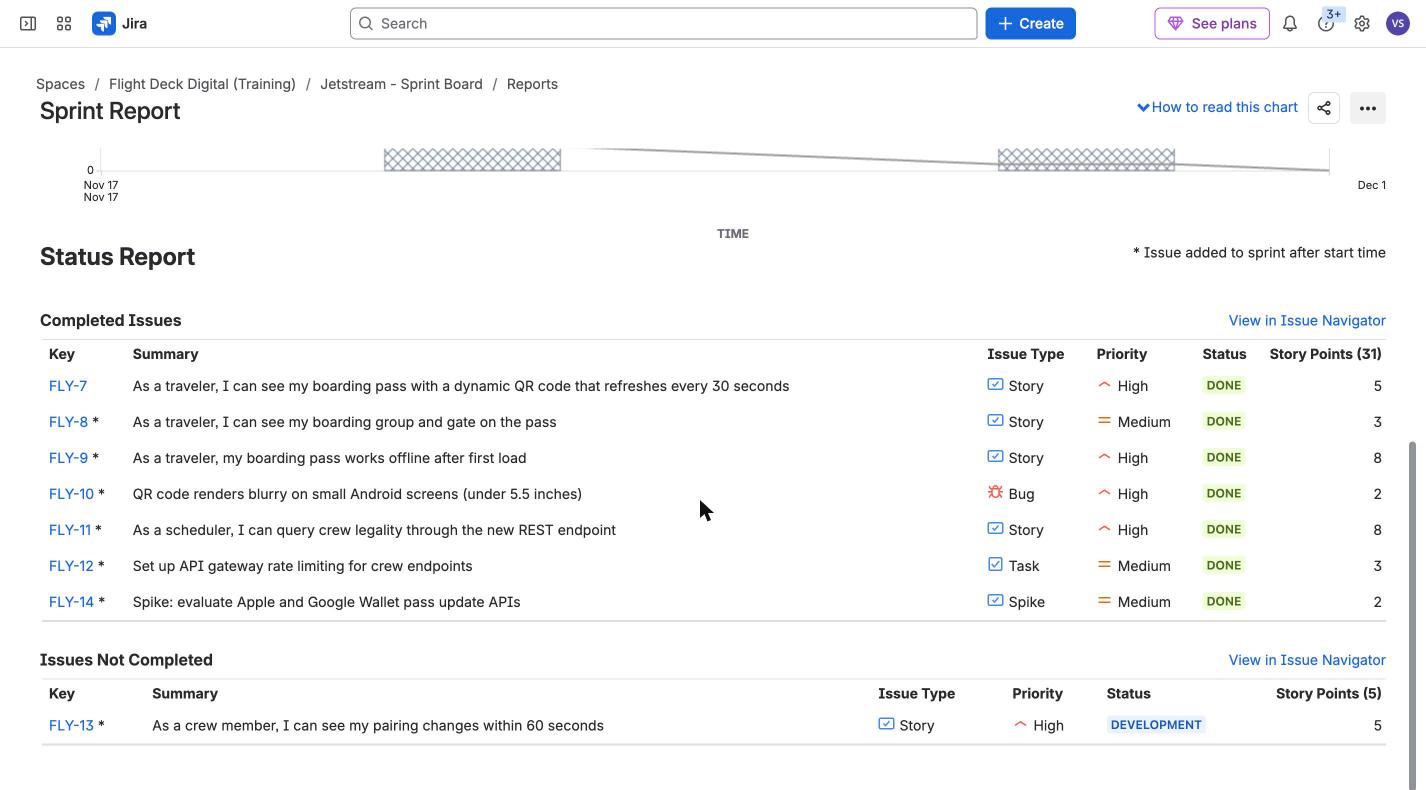 Jira
Search
Create
See plans
3+
VS
Spaces / Flight Deck Digital (Training) / Jetstream - Sprint Board / Reports
Sprint Report
How to read this chart
0
Nov 17
Nov 17
Dec 1
TIME
Status Report
* Issue added to sprint after start time
Completed Issues
View in Issue Navigator
Key Summary Issue Type Priority Status Story Points (31)
FLY-7 As a traveler, I can see my boarding pass with a dynamic QR code that refreshes every 30 seconds Story High DONE 5
FLY-8 * As a traveler, I can see my boarding group and gate on the pass Story Medium DONE 3
FLY-9 * As a traveler, my boarding pass works offline after first load Story High DONE 8
FLY-10 * QR code renders blurry on small Android screens (under 5.5 inches) Bug High DONE 2
FLY-11 * As a scheduler, I can query crew legality through the new REST endpoint Story High DONE 8
FLY-12 * Set up API gateway rate limiting for crew endpoints Task Medium DONE 3
FLY-14 * Spike: evaluate Apple and Google Wallet pass update APIs Spike Medium DONE 2
Issues Not Completed
View in Issue Navigator
Key Summary Issue Type Priority Status Story Points (5)
FLY-13 * As a crew member, I can see my pairing changes within 60 seconds Story High DEVELOPMENT 5